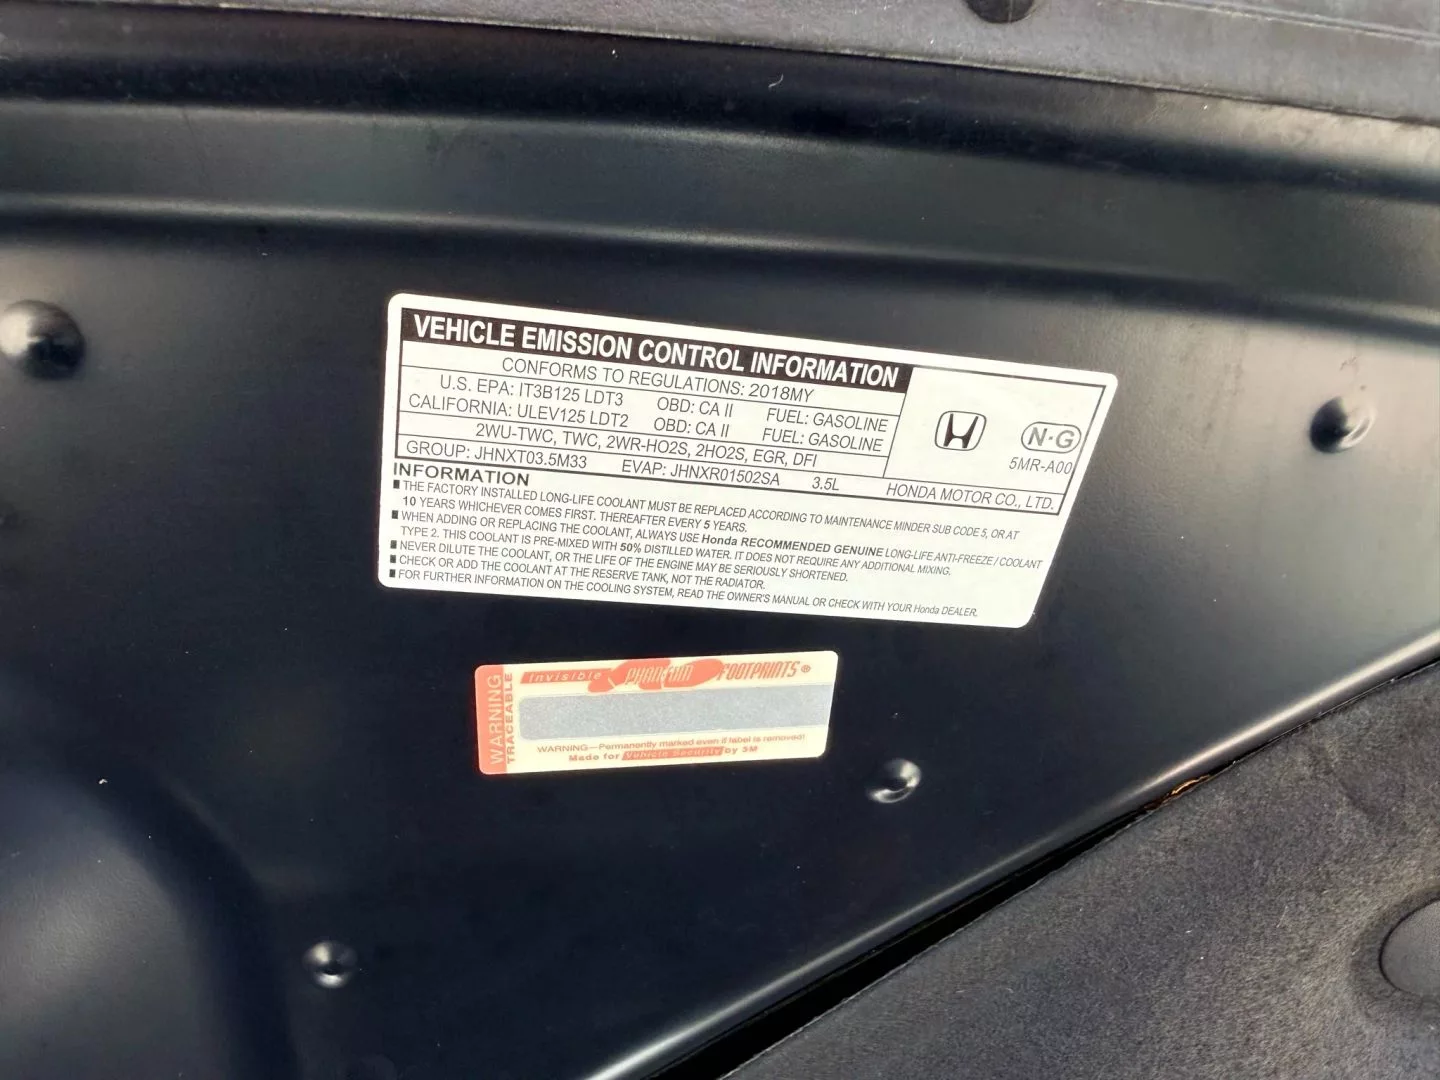 VEHICLE EMISSION CONTROL INFORMATION
CONFORMS TO REGULATIONS: 2018MY
U.S. EPA: IT3B125 LDT3 OBD: CA II FUEL: GASOLINE
CALIFORNIA: ULEV125 LDT2 OBD: CA II FUEL: GASOLINE
2WU-TWC, TWC, 2WR-HO2S, 2HO2S, EGR, DFI
GROUP: JHNXT03.5M33 EVAP: JHNXR01502SA 3.5L
N·G
5MR-A00
HONDA MOTOR CO., LTD.
INFORMATION
■ THE FACTORY INSTALLED LONG-LIFE COOLANT MUST BE REPLACED ACCORDING TO MAINTENANCE MINDER SUB CODE 5, OR AT
10 YEARS WHICHEVER COMES FIRST. THEREAFTER EVERY 5 YEARS.
■ WHEN ADDING OR REPLACING THE COOLANT, ALWAYS USE Honda RECOMMENDED GENUINE LONG-LIFE ANTI-FREEZE / COOLANT
TYPE 2. THIS COOLANT IS PRE-MIXED WITH 50% DISTILLED WATER. IT DOES NOT REQUIRE ANY ADDITIONAL MIXING.
■ NEVER DILUTE THE COOLANT, OR THE LIFE OF THE ENGINE MAY BE SERIOUSLY SHORTENED.
■ CHECK OR ADD THE COOLANT AT THE RESERVE TANK, NOT THE RADIATOR.
■ FOR FURTHER INFORMATION ON THE COOLING SYSTEM, READ THE OWNER'S MANUAL OR CHECK WITH YOUR Honda DEALER.
WARNING
TRACEABLE
Invisible PHANTOM FOOTPRINTS®
WARNING—Permanently marked even if label is removed!
Made for Vehicle Security by 3M